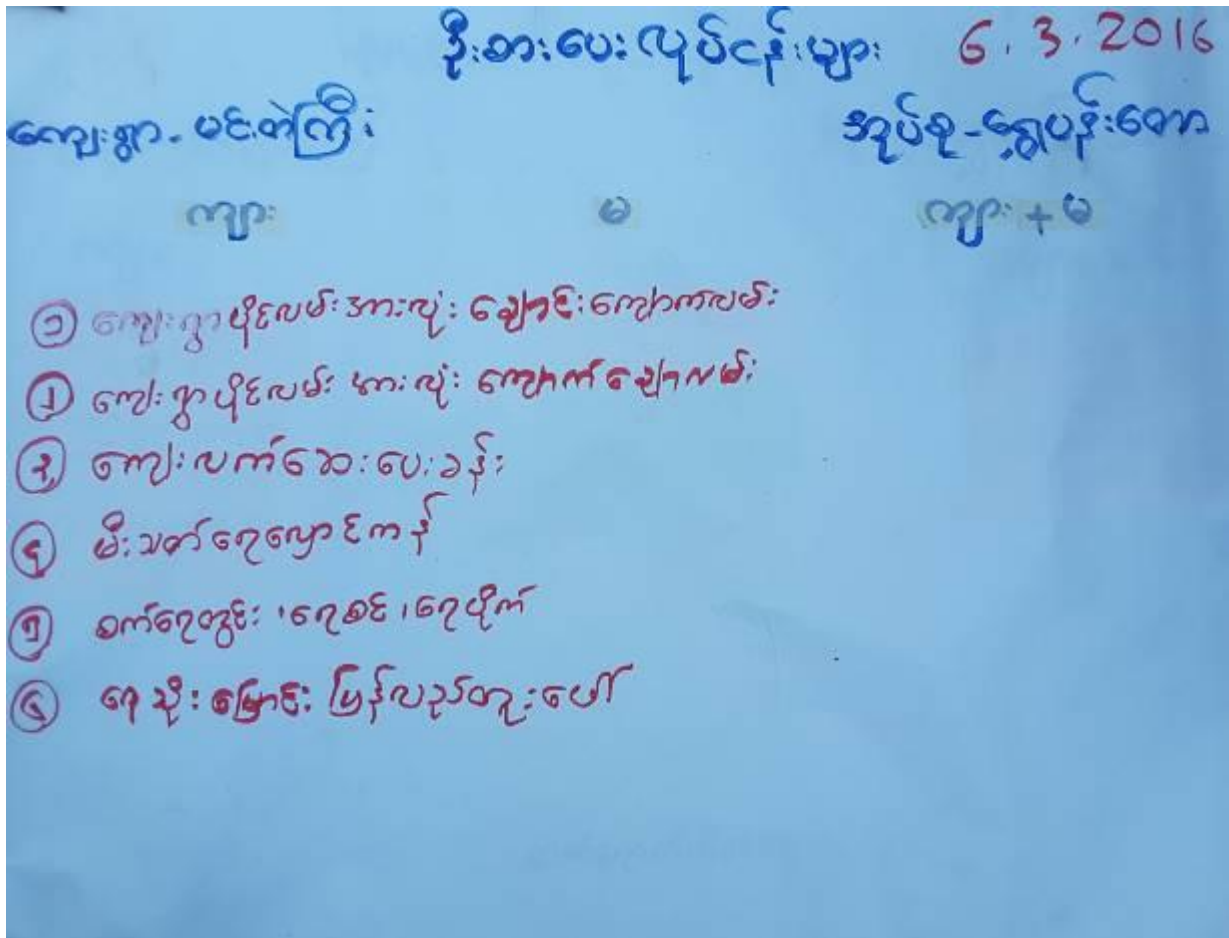 ဦးစားပေးလုပ်ငန်းများ 6.3.2016
ကျေးရွာ-မင်းတဲကြီး အုပ်စု-ရွှေပန်းတော
ကျား မ ကျား+မ
၁ ကျေးရွာပိုင်လမ်းအားလုံး ချောင်းကျောကလမ်း
၂ ကျေးရွာပိုင်လမ်း အားလုံး ကျောက်ချောလမ်း
၃ ကျေးလက်ဆေးပေးခန်း
၄ မီးသတ်ရေလှောင်ကန်
၅ စက်ရေတွင်း၊ရေစင်၊ရေပိုက်
၆ ရေသိုးမြောင်း ပြန်လည်တူးဖေါ်